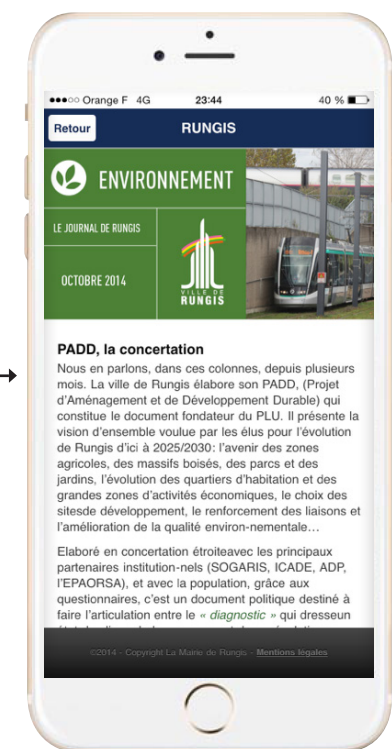 Orange F 4G 23:44 40 %
Retour RUNGIS
ENVIRONNEMENT
LE JOURNAL DE RUNGIS
OCTOBRE 2014
VILLE DE
RUNGIS
PADD, la concertation
Nous en parlons, dans ces colonnes, depuis plusieurs
mois. La ville de Rungis élabore son PADD, (Projet
d'Aménagement et de Développement Durable) qui
constitue le document fondateur du PLU. Il présente la
vision d'ensemble voulue par les élus pour l'évolution
de Rungis d'ici à 2025/2030: l'avenir des zones
agricoles, des massifs boisés, des parcs et des
jardins, l'évolution des quartiers d'habitation et des
grandes zones d'activités économiques, le choix des
sitesde développement, le renforcement des liaisons et
l'amélioration de la qualité environ-nementale…
Elaboré en concertation étroiteavec les principaux
partenaires institution-nels (SOGARIS, ICADE, ADP,
l'EPAORSA), et avec la population, grâce aux
questionnaires, c'est un document politique destiné à
faire l'articulation entre le « diagnostic » qui dresseun
©2014 - Copyright La Mairie de Rungis - Mentions légales